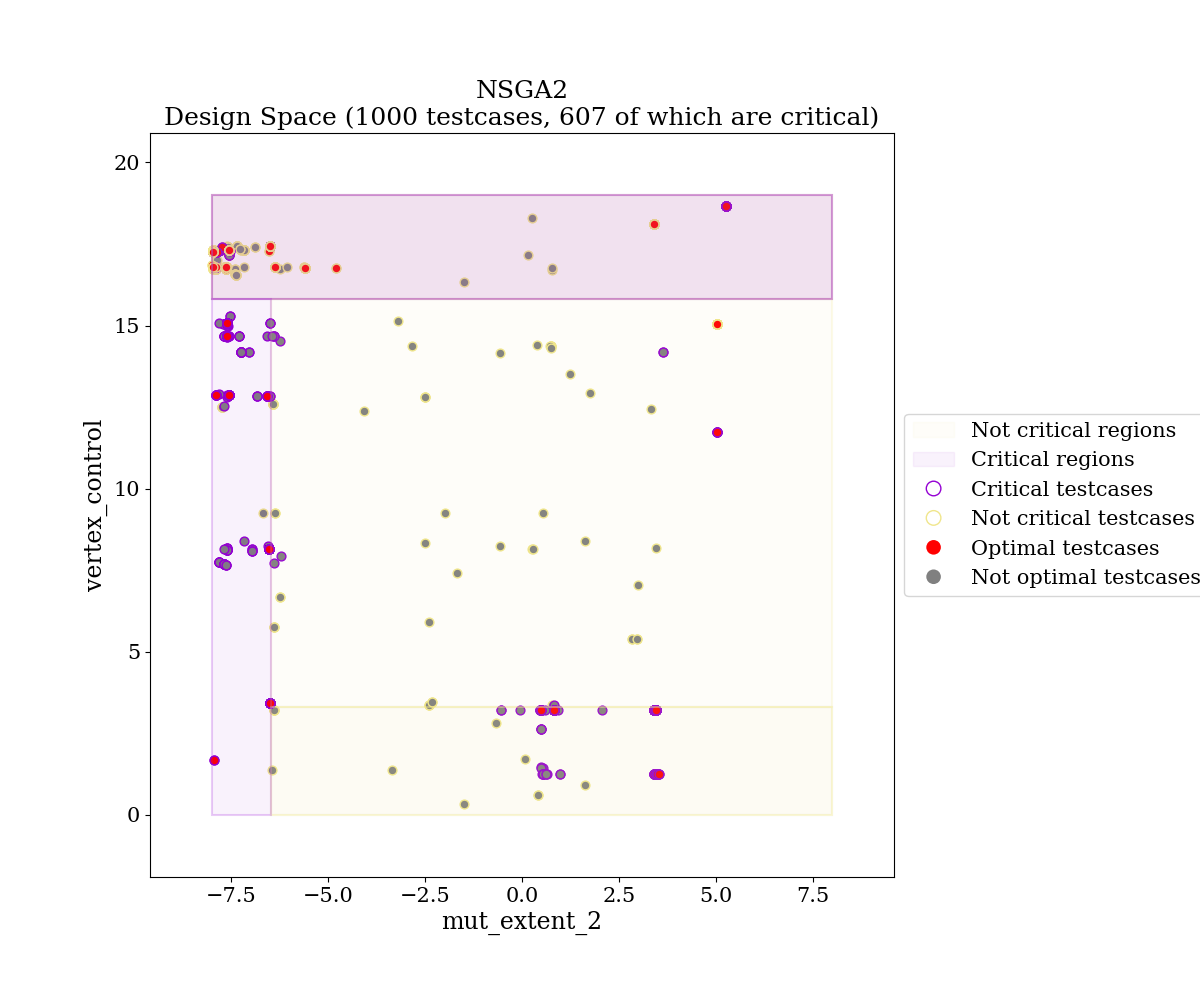 NSGA2
Design Space (1000 testcases, 607 of which are critical)
20
15
10
5
0
vertex_control
−7.5
−5.0
−2.5
0.0
2.5
5.0
7.5
mut_extent_2
Not critical regions
Critical regions
Critical testcases
Not critical testcases
Optimal testcases
Not optimal testcases